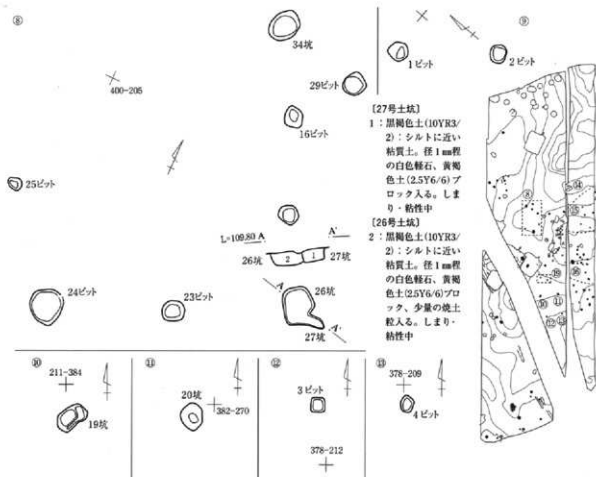 ⑧
34坑
400-205
29ピット
16ピット
25ピット
L=109.80 A
A'
26坑
2
1
27坑
A
26坑
A'
27坑
24ピット
23ピット
1ピット
⑨
2ピット
[27号土坑]
1:黒褐色土(10YR3/
2):シルトに近い
粘質土。径1㎜程
の白色軽石、黄褐
色土(2.5Y6/6)ブ
ロック入る。しま
り・粘性中
[26号土坑]
2:黒褐色土(10YR3/
2):シルトに近い
粘質土。径1㎜程
の白色軽石、黄褐
色土(2.5Y6/6)ブロ
ック、少量の焼土
粒入る。しまり・
粘性中
⑧
⑭
⑯
⑩
⑪
⑫
⑬
⑩
211-384
19坑
⑪
20坑
382-270
⑫
3ピット
378-212
⑬
378-209
4ピット